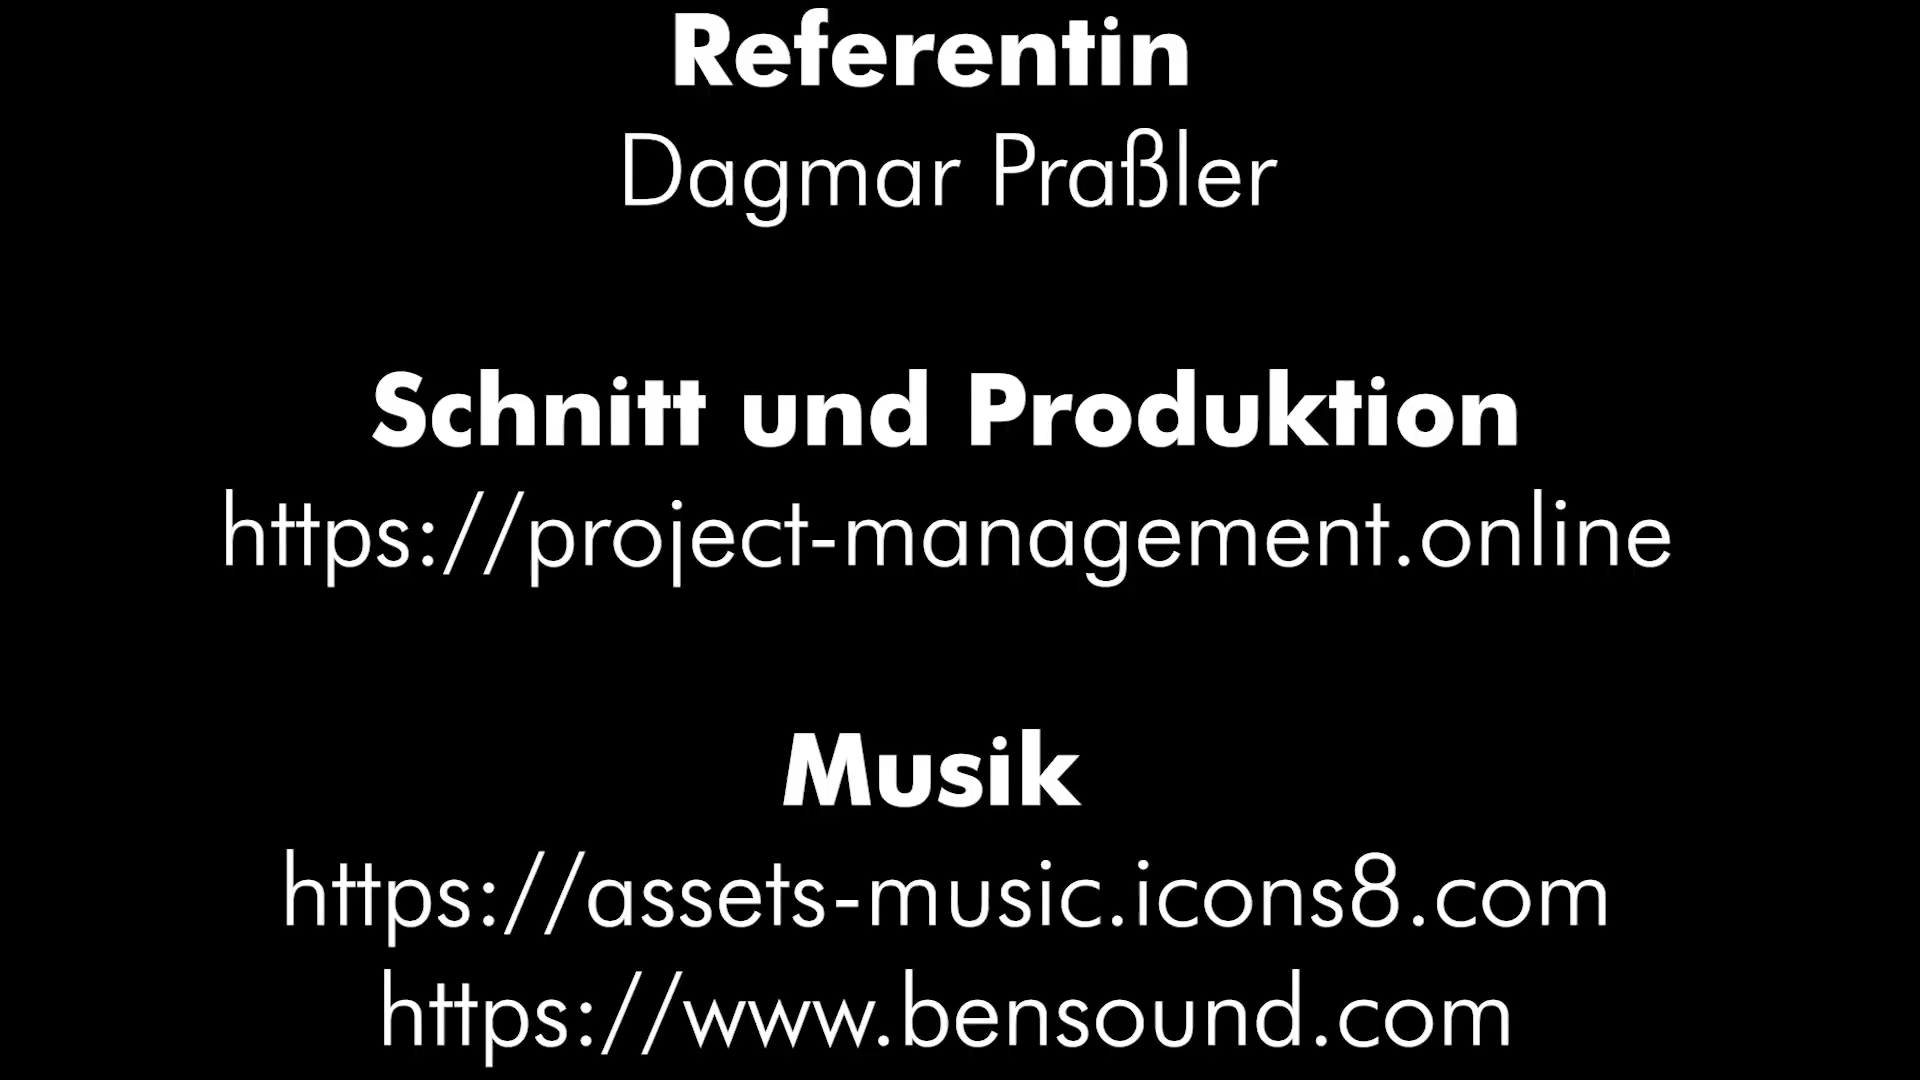 Referentin
Dagmar Praßler
Schnitt und Produktion
https://project-management.online
Musik
https://assets-music.icons8.com
https://www.bensound.com